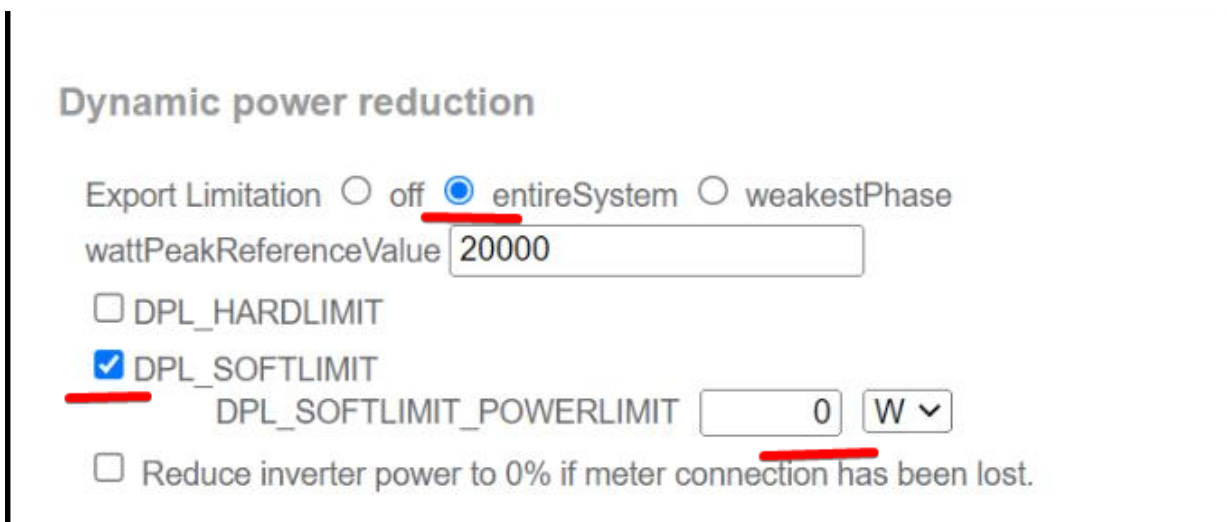 Dynamic power reduction
Export Limitation off entireSystem weakestPhase
wattPeakReferenceValue 20000
DPL_HARDLIMIT
DPL_SOFTLIMIT
DPL_SOFTLIMIT_POWERLIMIT 0 W
Reduce inverter power to 0% if meter connection has been lost.